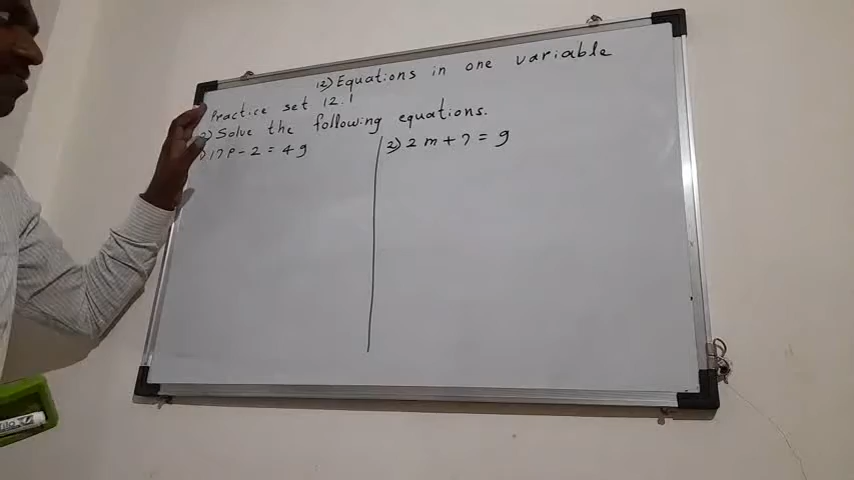 12) Equations in one variable
Practice set 12.1
2) Solve the following equations.
1) 17P - 2 = 49
2) 2m + 7 = 9